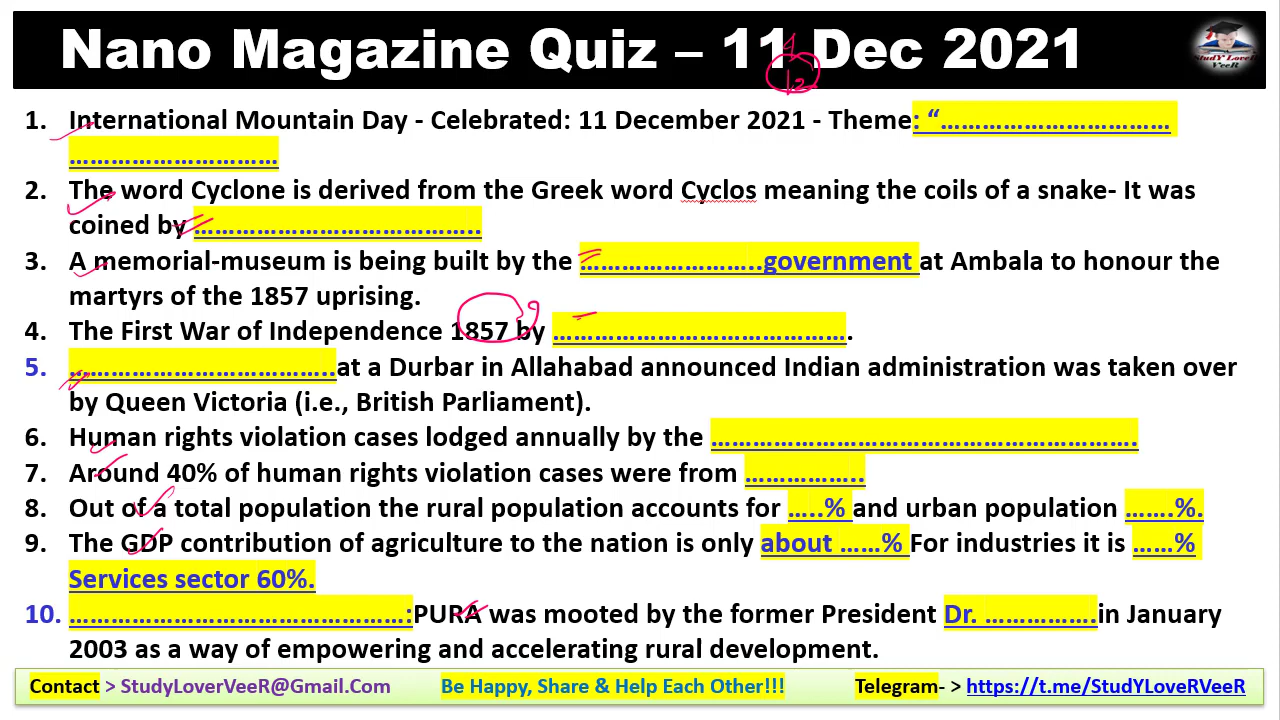 Nano Magazine Quiz – 11 Dec 2021
12
StudY LoveR
VeeR
1. International Mountain Day - Celebrated: 11 December 2021 - Theme: “……………………………
…………………………
2. The word Cyclone is derived from the Greek word Cyclos meaning the coils of a snake- It was
coined by …………………………………..
3. A memorial-museum is being built by the ……………………..government at Ambala to honour the
martyrs of the 1857 uprising.
4. The First War of Independence 1857 by ……………………………………..
5. ………………………………..at a Durbar in Allahabad announced Indian administration was taken over
by Queen Victoria (i.e., British Parliament).
6. Human rights violation cases lodged annually by the …………………………………………………….
7. Around 40% of human rights violation cases were from ……………..
8. Out of a total population the rural population accounts for …..% and urban population …….%.
9. The GDP contribution of agriculture to the nation is only about ……% For industries it is ……%
Services sector 60%.
10. …………………………………………:PURA was mooted by the former President Dr. …………….in January
2003 as a way of empowering and accelerating rural development.
Contact > StudyLoverVeeR@Gmail.Com Be Happy, Share & Help Each Other!!! Telegram- > https://t.me/StudYLoveRVeeR